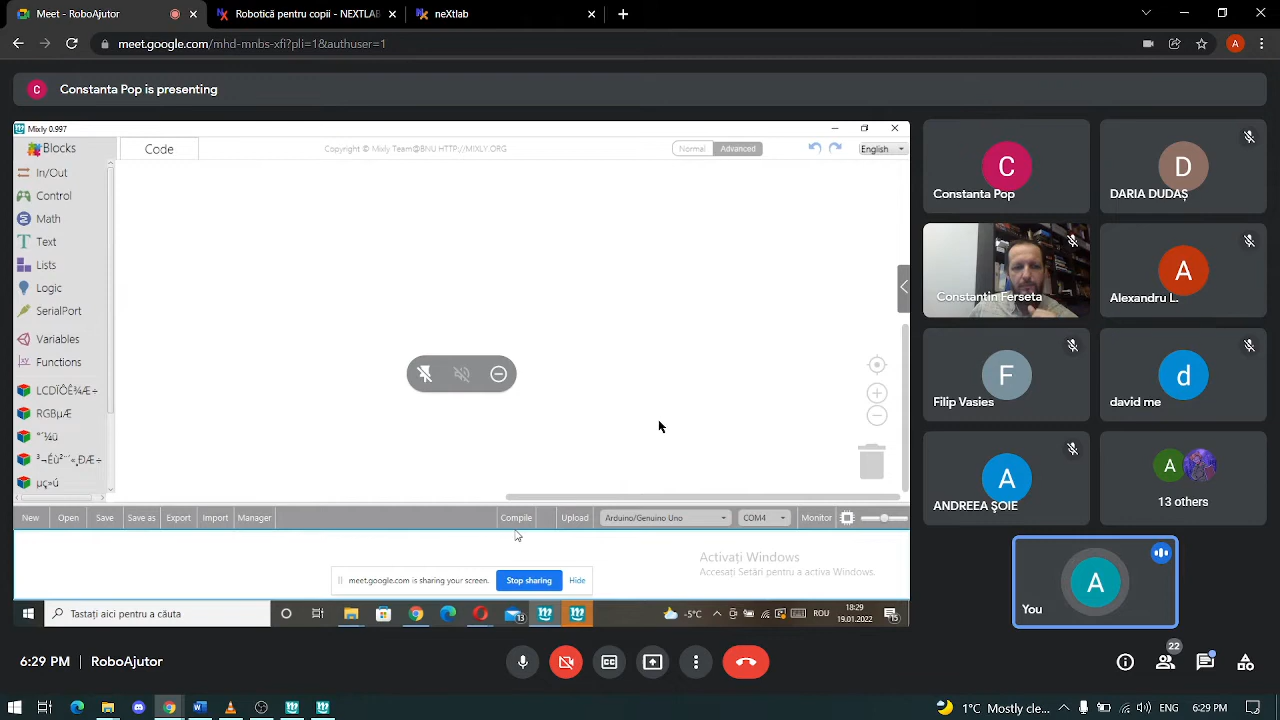 Meet
Robotică pentru copii - NEXTLAB
neXtlab
meet.google.com/mhd-mnbs-xfi?pli=1&authuser=1
A
C
Constanta Pop is presenting
Mixly 0.997
Blocks
Code
Copyright © Mixly Team@BNU HTTP://MIXLY.ORG
Normal
Advanced
English
In/Out
Control
Math
Text
Lists
Logic
SerialPort
Variables
Functions
New
Open
Save
Save as
Export
Import
Manager
Compile
Upload
Arduino/Genuino Uno
COM4
Monitor
Activați Windows
Accesați Setări pentru a activa Windows.
meet.google.com is sharing your screen.
Stop sharing
Hide
Tastați aici pentru a căuta
13
-5°C
ROU
18:29
19.01.2022
15
C
Constanta Pop
D
DARIA DUDAȘ
Constantin Ferseta
A
Alexandru L.
F
Filip Vasies
d
david me
A
ANDREEA ȘOIE
A
13 others
A
You
6:29 PM | RoboAjutor
22
1°C Mostly cle...
ENG
6:29 PM